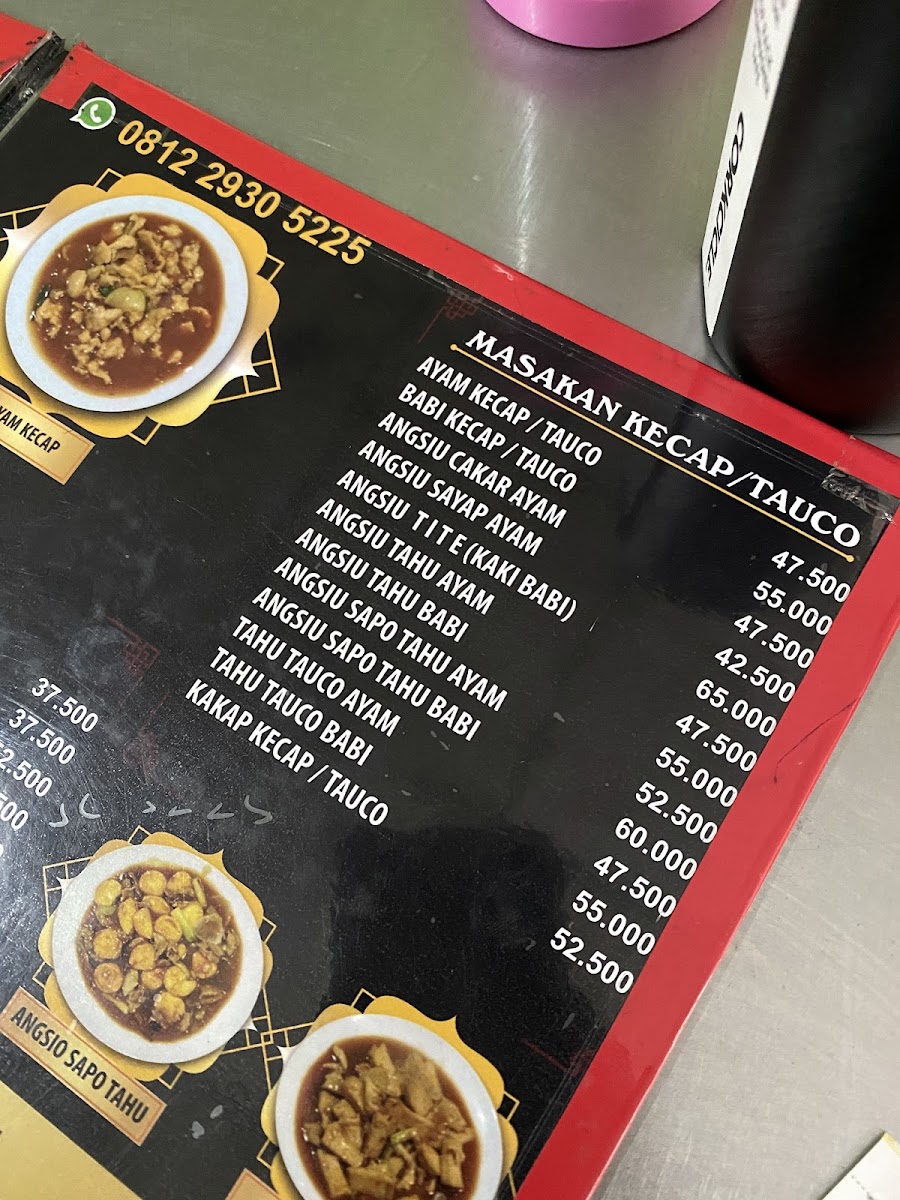 0812 2930 5225
CORKCICLE
AYAM KECAP
MASAKAN KECAP / TAUCO
AYAM KECAP / TAUCO 47.500
BABI KECAP / TAUCO 55.000
ANGSIU CAKAR AYAM 47.500
ANGSIU SAYAP AYAM 42.500
ANGSIU T I T E (KAKI BABI) 65.000
ANGSIU TAHU AYAM 47.500
ANGSIU TAHU BABI 55.000
ANGSIU SAPO TAHU AYAM 52.500
ANGSIU SAPO TAHU BABI 60.000
TAHU TAUCO AYAM 47.500
TAHU TAUCO BABI 55.000
KAKAP KECAP / TAUCO 52.500
37.500
37.500
2.500
500
ANGSIO SAPO TAHU